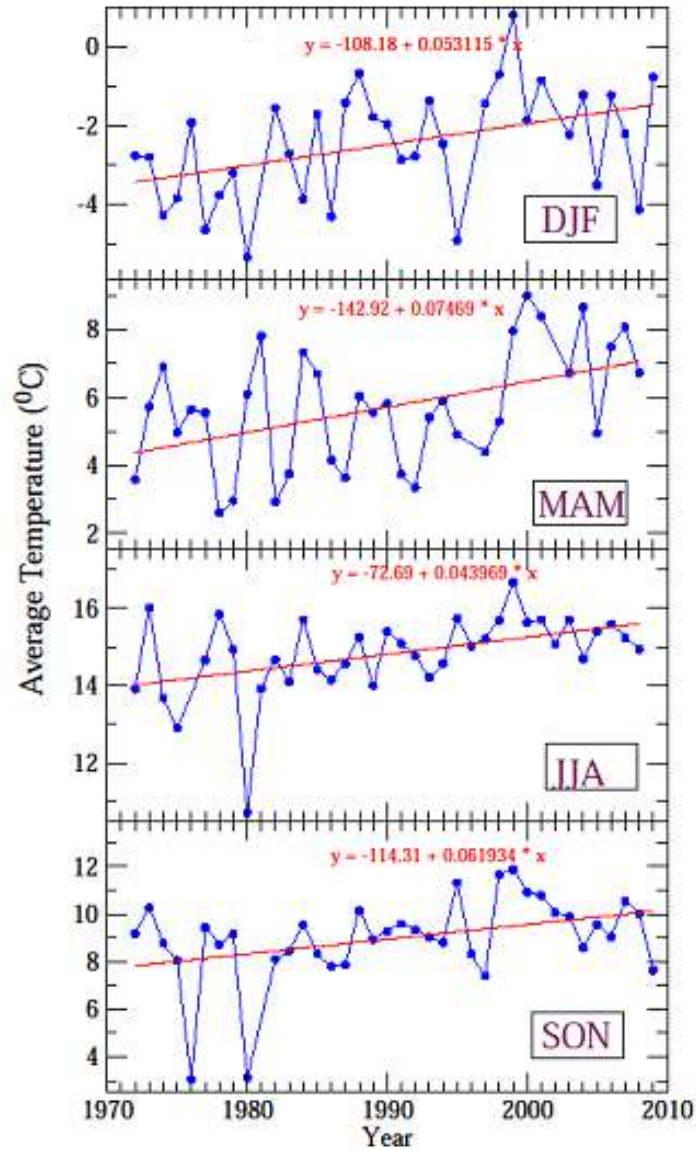 0
-2
-4
y = -108.18 + 0.053115 * x
DJF
8
6
4
2
y = -142.92 + 0.07469 * x
MAM
Average Temperature (⁰C)
16
14
12
y = -72.69 + 0.043969 * x
JJA
12
10
8
6
4
y = -114.31 + 0.061934 * x
SON
1970 1980 1990 2000 2010
Year